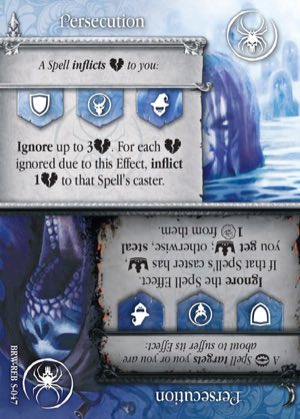 Persecution
A Spell inflicts to you:
Ignore up to 3. For each
ignored due to this Effect, inflict
1 to that Spell's caster.
Persecution
A Spell targets you or you are
about to suffer its Effect:
Ignore the Spell Effect.
If that Spell caster has,
you get; otherwise, steal
1 from them.
BRW-REB S-047